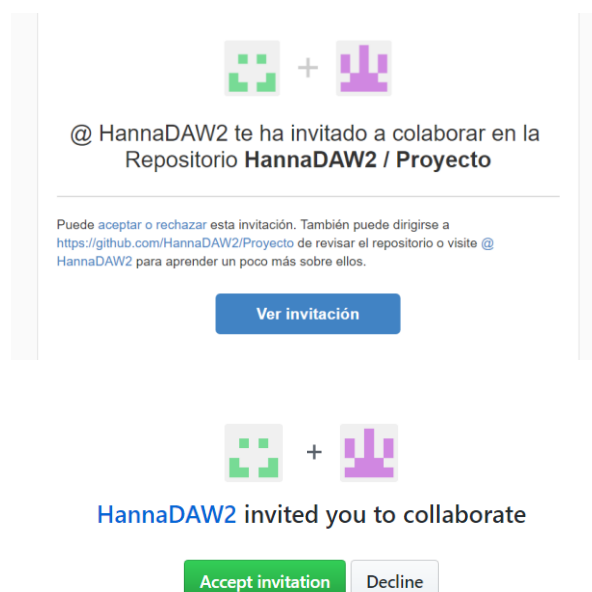 +
@ HannaDAW2 te ha invitado a colaborar en la
Repositorio HannaDAW2 / Proyecto
Puede aceptar o rechazar esta invitación. También puede dirigirse a
https://github.com/HannaDAW2/Proyecto de revisar el repositorio o visite @
HannaDAW2 para aprender un poco más sobre ellos.
Ver invitación
+
HannaDAW2 invited you to collaborate
Accept invitation Decline